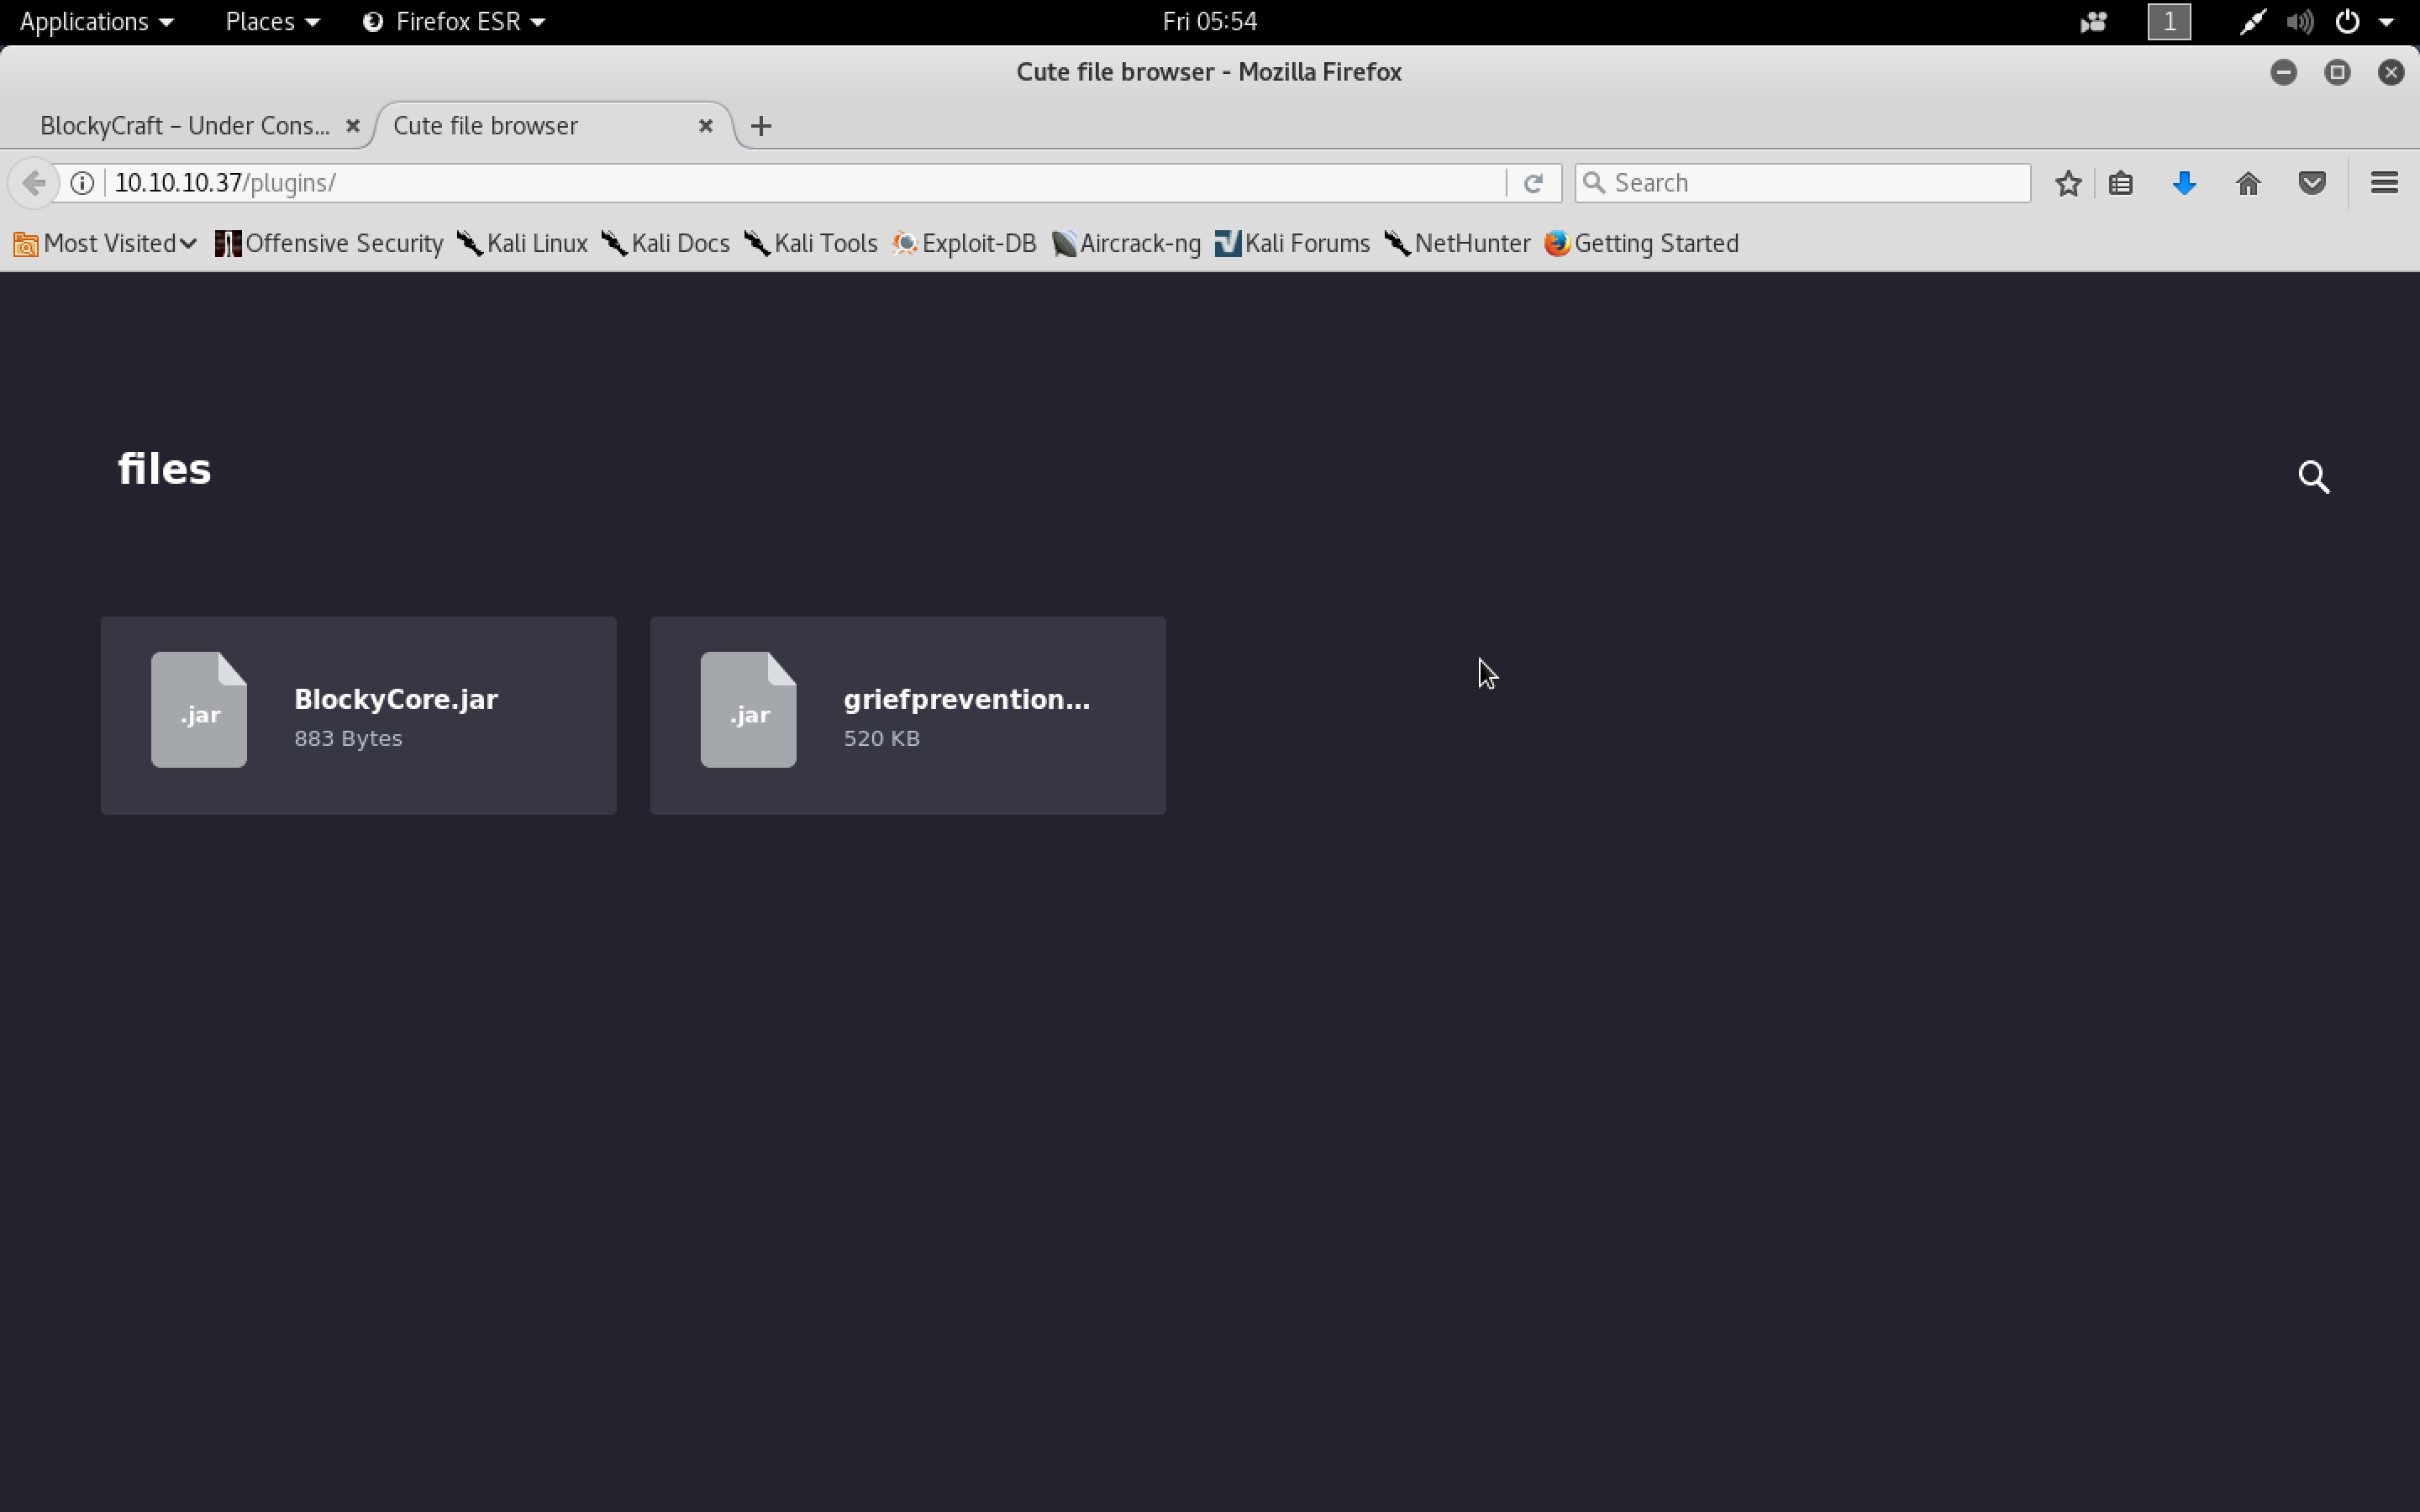 Applications Places Firefox ESR Fri 05:54 1
Cute file browser - Mozilla Firefox
BlockyCraft – Under Cons... Cute file browser
10.10.10.37/plugins/ Search
Most Visited Offensive Security Kali Linux Kali Docs Kali Tools Exploit-DB Aircrack-ng Kali Forums NetHunter Getting Started
files
.jar BlockyCore.jar
883 Bytes
.jar griefprevention...
520 KB